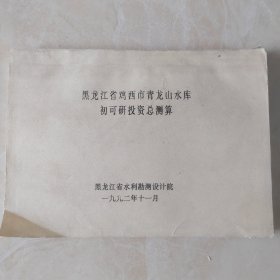 黑龙江省鸡西市青龙山水库
初可研投资总测算
黑龙江省水利勘测设计院
一九九二年十一月